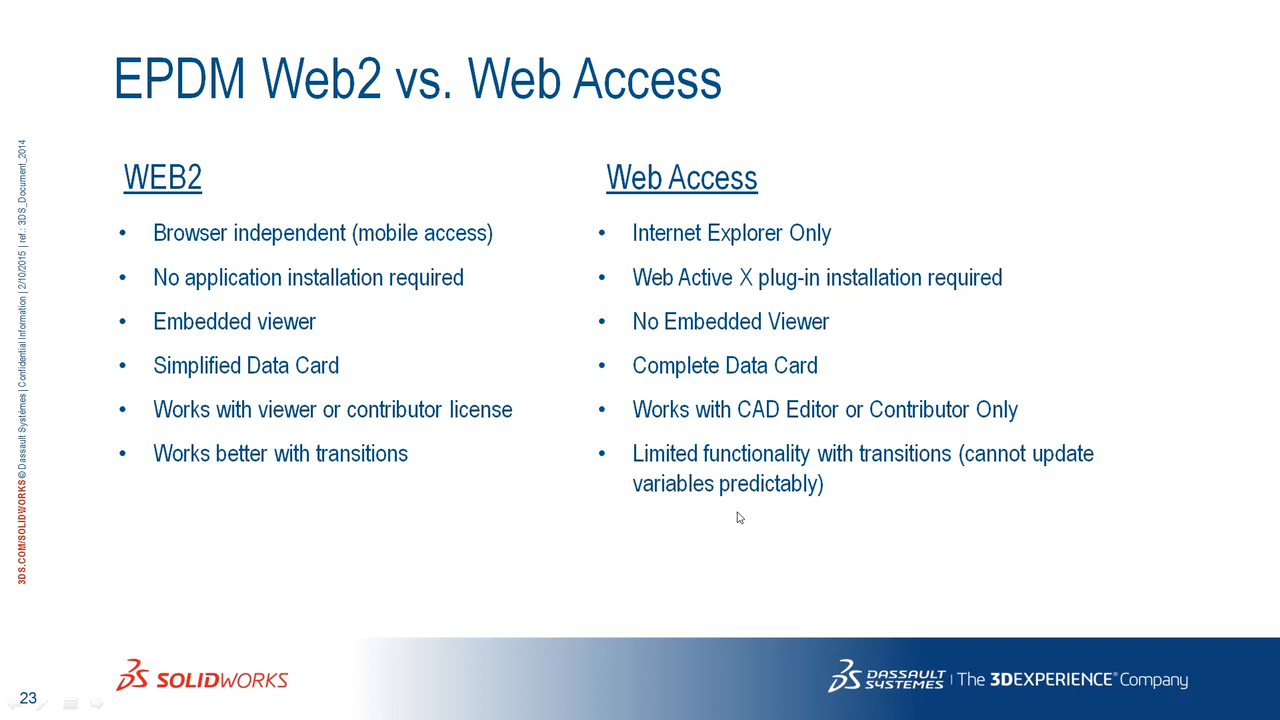 EPDM Web2 vs. Web Access
WEB2
• Browser independent (mobile access)
• No application installation required
• Embedded viewer
• Simplified Data Card
• Works with viewer or contributor license
• Works better with transitions
Web Access
• Internet Explorer Only
• Web Active X plug-in installation required
• No Embedded Viewer
• Complete Data Card
• Works with CAD Editor or Contributor Only
• Limited functionality with transitions (cannot update
variables predictably)
3DS.COM/SOLIDWORKS © Dassault Systèmes | Confidential Information | 2/10/2015 | ref.: 3DS_Document_2014
23
SOLIDWORKS
DASSAULT SYSTEMES | The 3DEXPERIENCE® Company